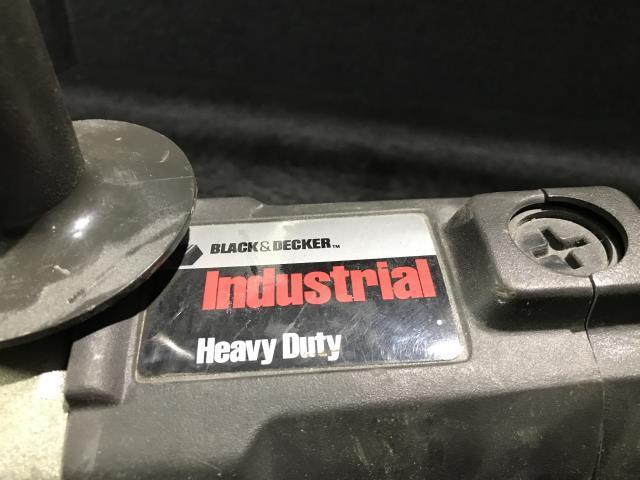 BLACK&DECKER™
Industrial
Heavy Duty